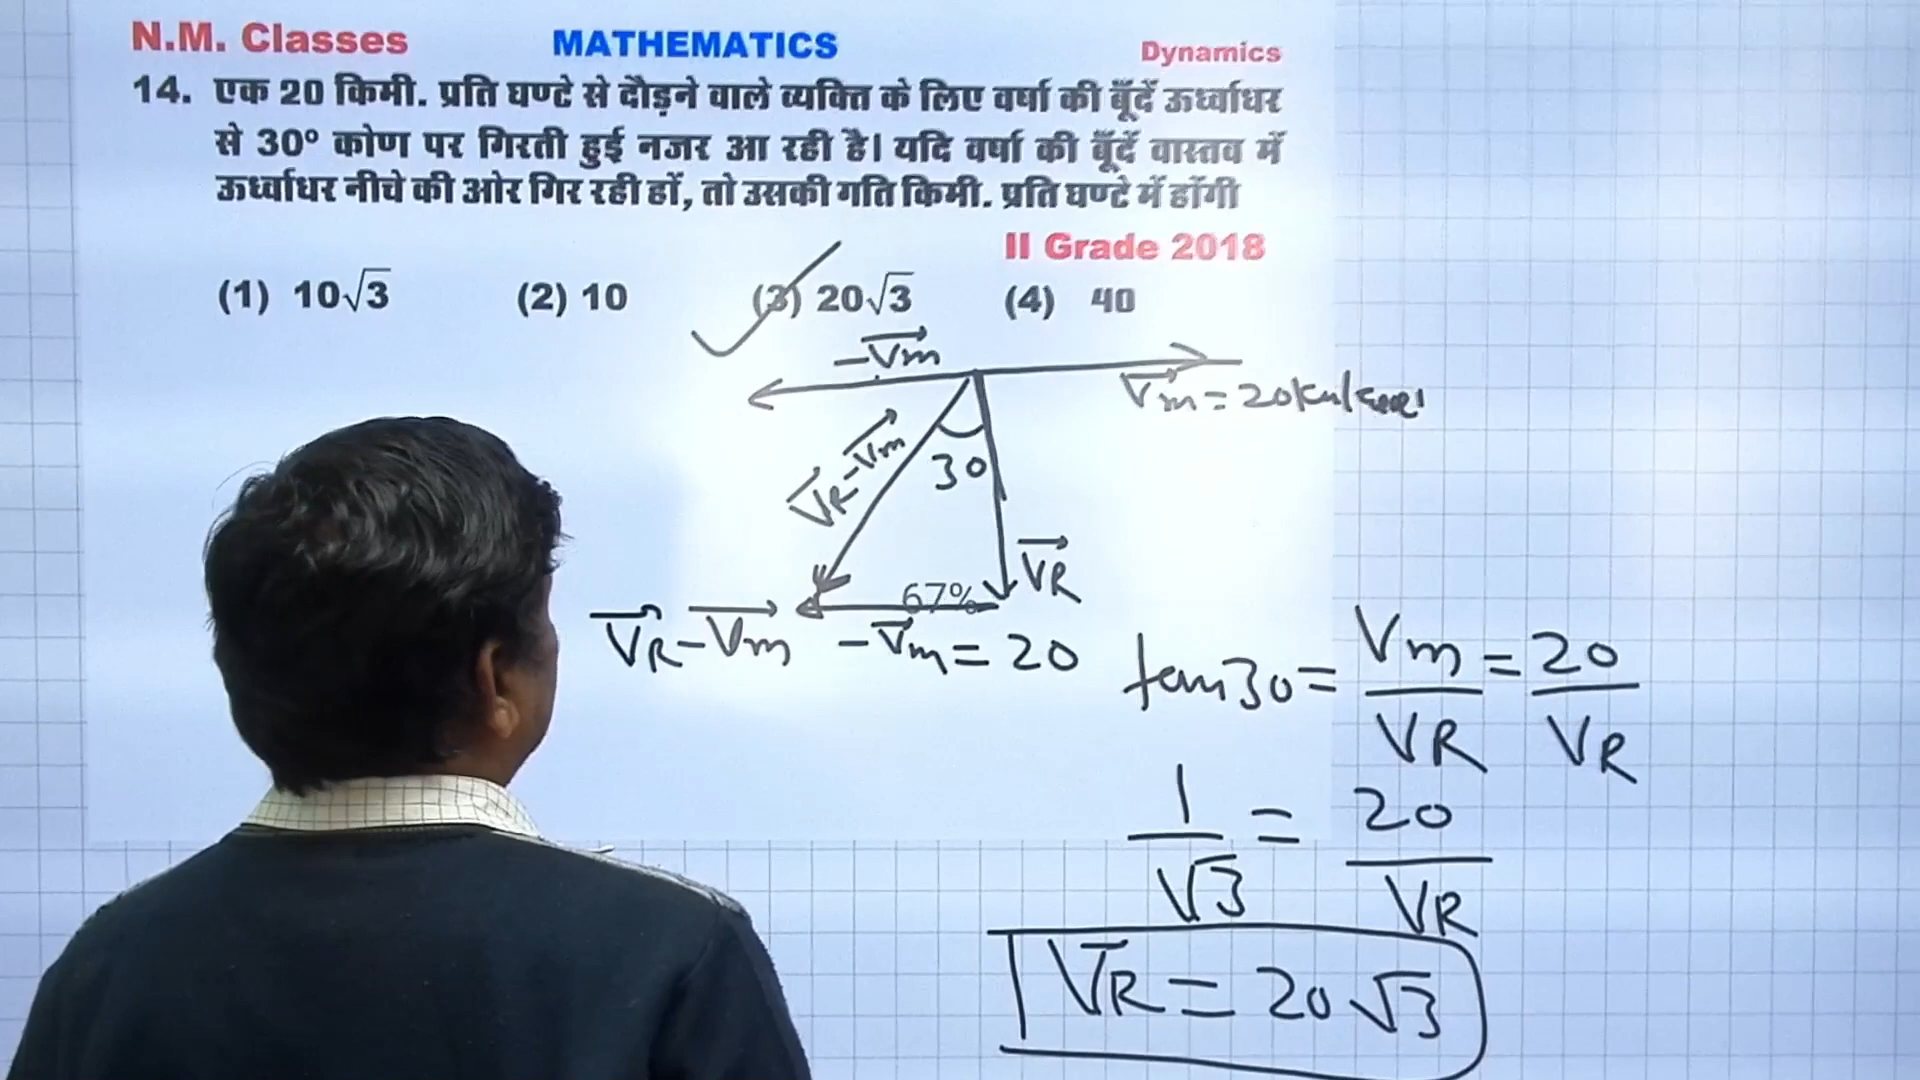 N.M. Classes MATHEMATICS Dynamics
14. एक 20 किमी. प्रति घण्टे से दौड़ने वाले व्यक्ति के लिए वर्षा की बूँदें ऊर्ध्वाधर
से 30° कोण पर गिरती हुई नजर आ रही है। यदि वर्षा की बूँदें वास्तव में
ऊर्ध्वाधर नीचे की ओर गिर रही हों, तो उसकी गति किमी. प्रति घण्टे में होंगी
II Grade 2018
(1) 10√3 (2) 10 (3) 20√3 (4) 40
-Vm
Vm = 20
VR-Vm
30
VR
67%
VR-Vm -Vm = 20
tan30 = Vm/VR = 20/VR
1/√3 = 20/VR
VR = 20√3